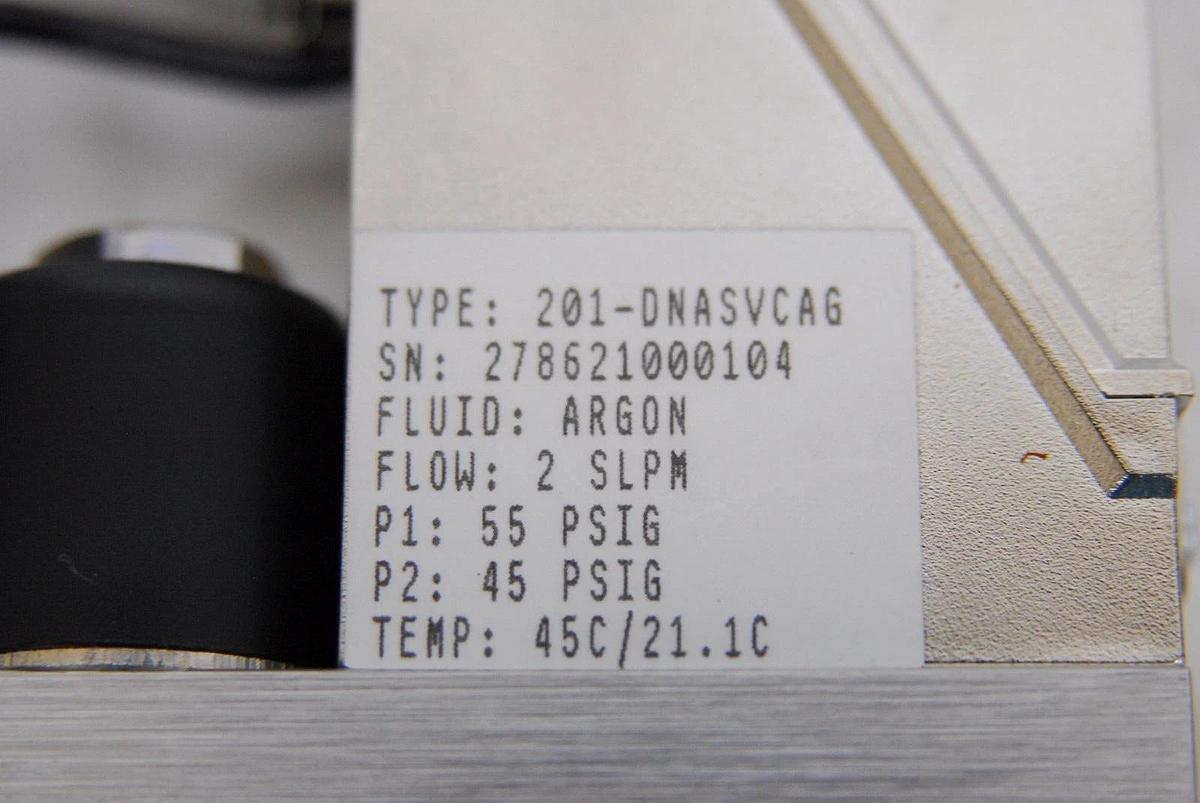 TYPE: 201-DNASVCAG
SN: 278621000104
FLUID: ARGON
FLOW: 2 SLPM
P1: 55 PSIG
P2: 45 PSIG
TEMP: 45C/21.1C